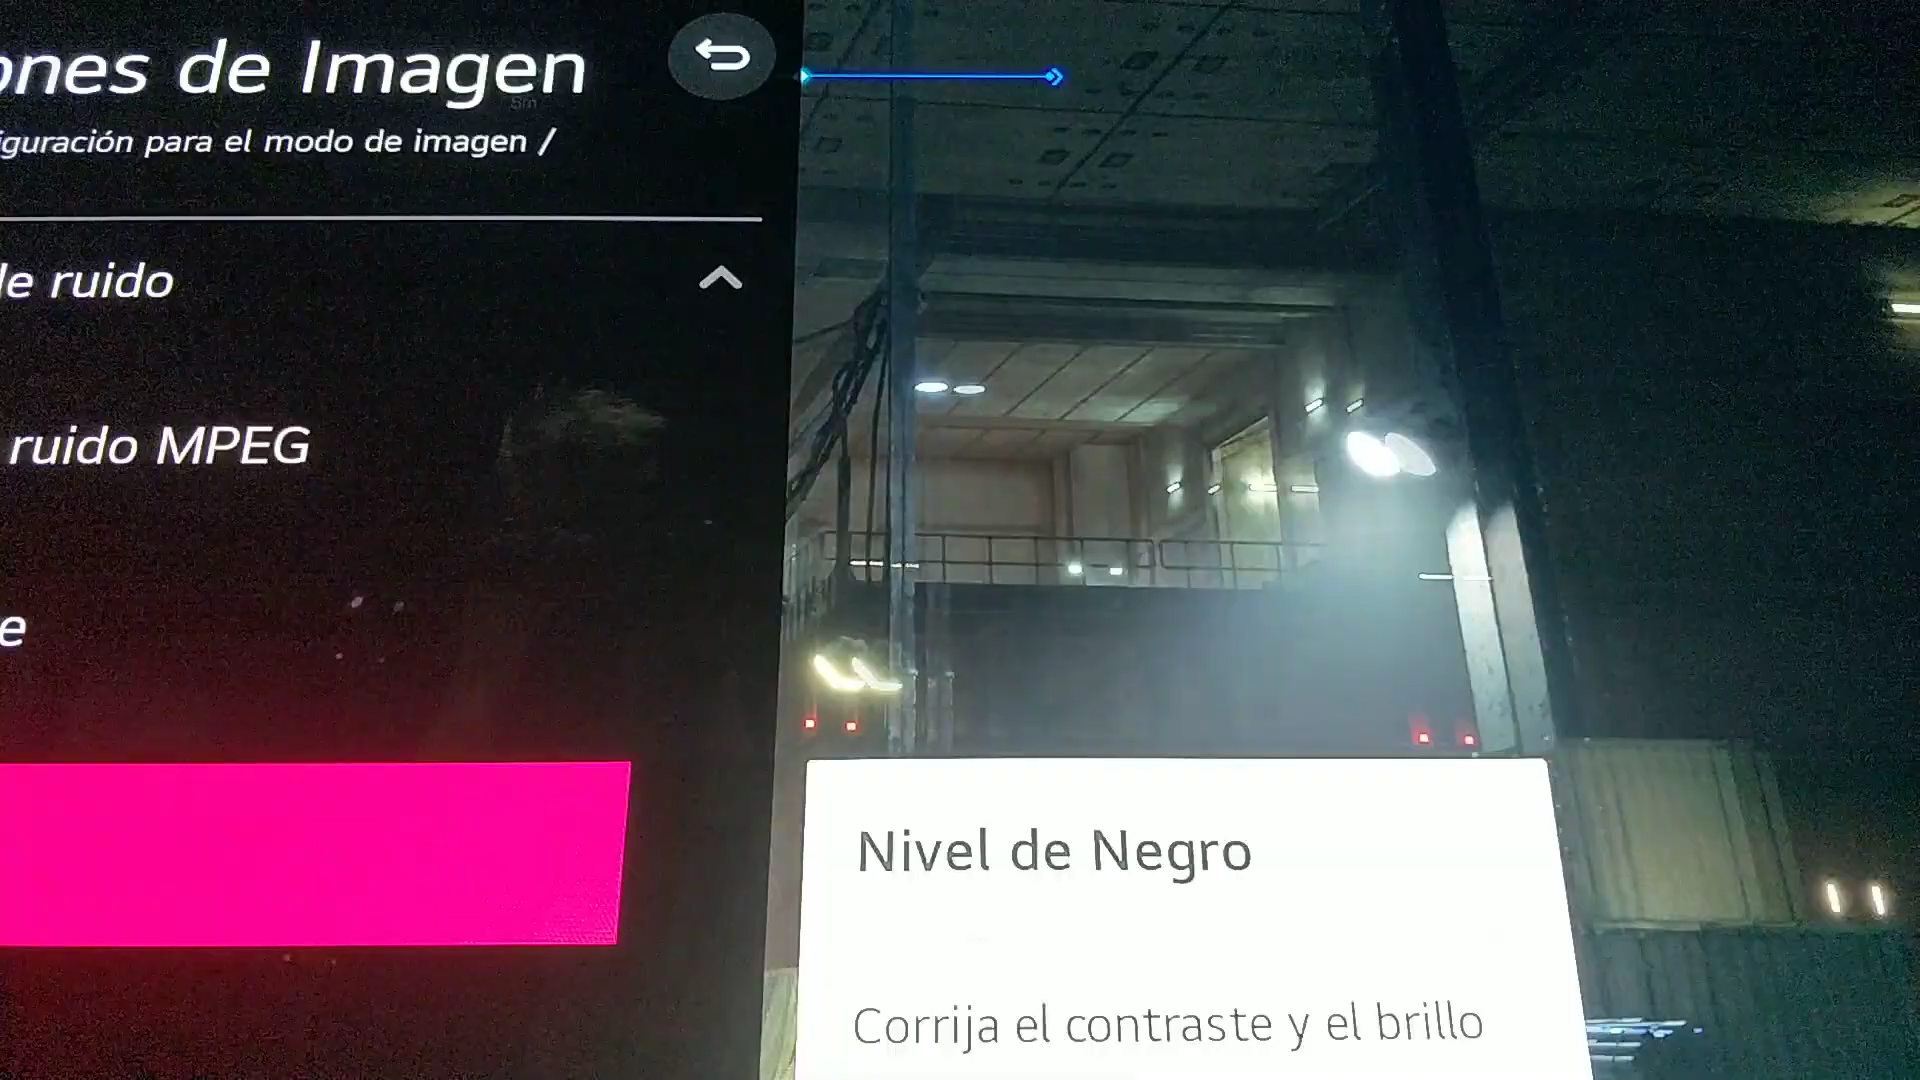 ones de Imagen
iguración para el modo de imagen /
de ruido
ruido MPEG
e
Nivel de Negro
Corrija el contraste y el brillo